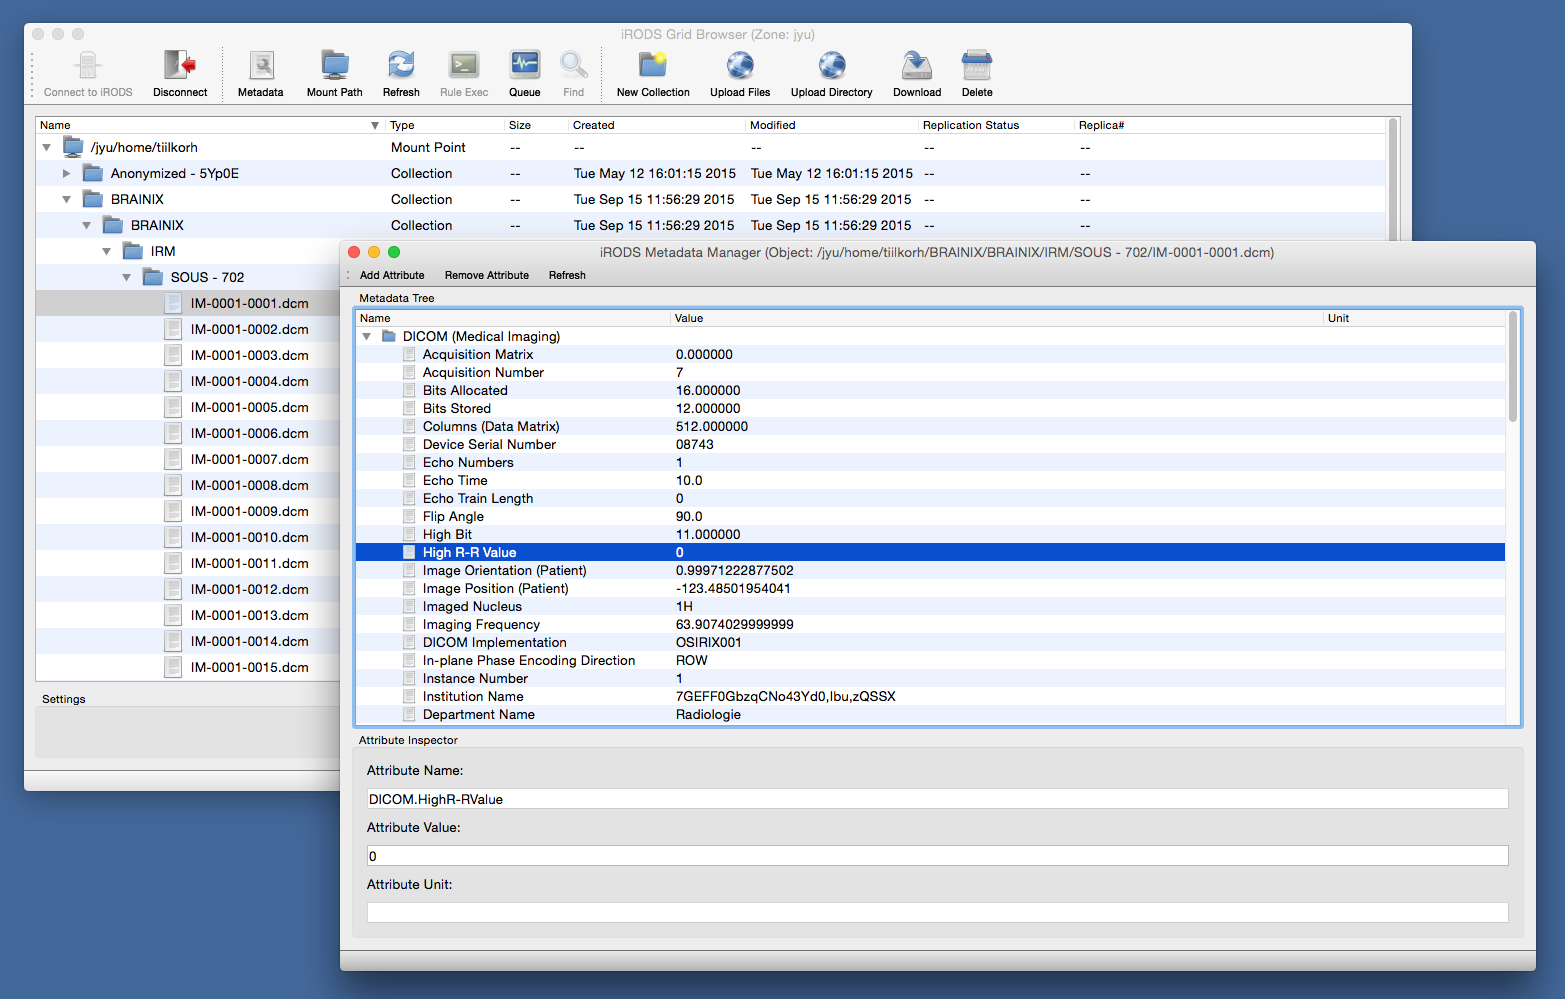 iRODS Grid Browser (Zone: jyu)
Connect to iRODS Disconnect Metadata Mount Path Refresh Rule Exec Queue Find New Collection Upload Files Upload Directory Download Delete
Name Type Size Created Modified Replication Status Replica#
/jyu/home/tiilkorh Mount Point -- -- -- -- --
Anonymized - 5Yp0E Collection -- Tue May 12 16:01:15 2015 Tue May 12 16:01:15 2015 -- --
BRAINIX Collection -- Tue Sep 15 11:56:29 2015 Tue Sep 15 11:56:29 2015 -- --
BRAINIX Collection -- Tue Sep 15 11:56:29 2015 Tue Sep 15 11:56:29 2015 -- --
IRM
SOUS - 702
IM-0001-0001.dcm
IM-0001-0002.dcm
IM-0001-0003.dcm
IM-0001-0004.dcm
IM-0001-0005.dcm
IM-0001-0006.dcm
IM-0001-0007.dcm
IM-0001-0008.dcm
IM-0001-0009.dcm
IM-0001-0010.dcm
IM-0001-0011.dcm
IM-0001-0012.dcm
IM-0001-0013.dcm
IM-0001-0014.dcm
IM-0001-0015.dcm
Settings
iRODS Metadata Manager (Object: /jyu/home/tiilkorh/BRAINIX/BRAINIX/IRM/SOUS - 702/IM-0001-0001.dcm)
Add Attribute Remove Attribute Refresh
Metadata Tree
Name Value Unit
DICOM (Medical Imaging)
Acquisition Matrix 0.000000
Acquisition Number 7
Bits Allocated 16.000000
Bits Stored 12.000000
Columns (Data Matrix) 512.000000
Device Serial Number 08743
Echo Numbers 1
Echo Time 10.0
Echo Train Length 0
Flip Angle 90.0
High Bit 11.000000
High R-R Value 0
Image Orientation (Patient) 0.99971222877502
Image Position (Patient) -123.48501954041
Imaged Nucleus 1H
Imaging Frequency 63.9074029999999
DICOM Implementation OSIRIX001
In-plane Phase Encoding Direction ROW
Instance Number 1
Institution Name 7GEFF0GbzqCNo43Yd0,lbu,zQSSX
Department Name Radiologie
Attribute Inspector
Attribute Name:
DICOM.HighR-RValue
Attribute Value:
0
Attribute Unit: